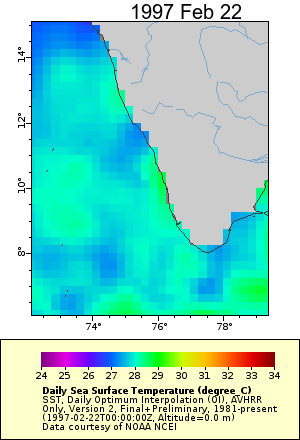 1997 Feb 22
14°
12°
10°
8°
74° 76° 78°
24 25 26 27 28 29 30 31 32 33 34
Daily Sea Surface Temperature (degree_C)
SST, Daily Optimum Interpolation (OI), AVHRR
Only, Version 2, Final+Preliminary, 1981-present
(1997-02-22T00:00:00Z, Altitude=0.0 m)
Data courtesy of NOAA NCEI